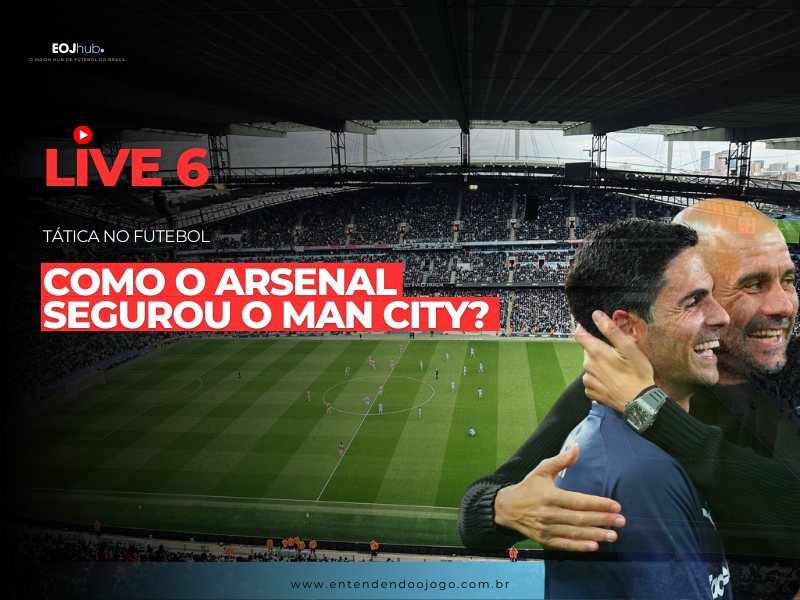 EOJhub.
O MAIOR HUB DE FUTEBOL DO BRASIL
LIVE 6
TÁTICA NO FUTEBOL
COMO O ARSENAL
SEGUROU O MAN CITY?
www.entendendoojogo.com.br